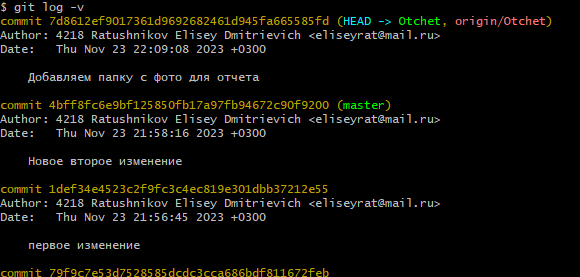 $ git log -v
commit 7d8612ef9017361d9692682461d945fa665585fd (HEAD -> Otchet, origin/Otchet)
Author: 4218 Ratushnikov Elisey Dmitrievich <eliseyrat@mail.ru>
Date:   Thu Nov 23 22:09:08 2023 +0300
Добавляем папку с фото для отчета
commit 4bff8fc6e9bf125850fb17a97fb94672c90f9200 (master)
Author: 4218 Ratushnikov Elisey Dmitrievich <eliseyrat@mail.ru>
Date:   Thu Nov 23 21:58:16 2023 +0300
Новое второе изменение
commit 1def34e4523c2f9fc3c4ec819e301dbb37212e55
Author: 4218 Ratushnikov Elisey Dmitrievich <eliseyrat@mail.ru>
Date:   Thu Nov 23 21:56:45 2023 +0300
первое изменение
commit 79f9c7e53d7528585dcdc3cca686bdf811672feb